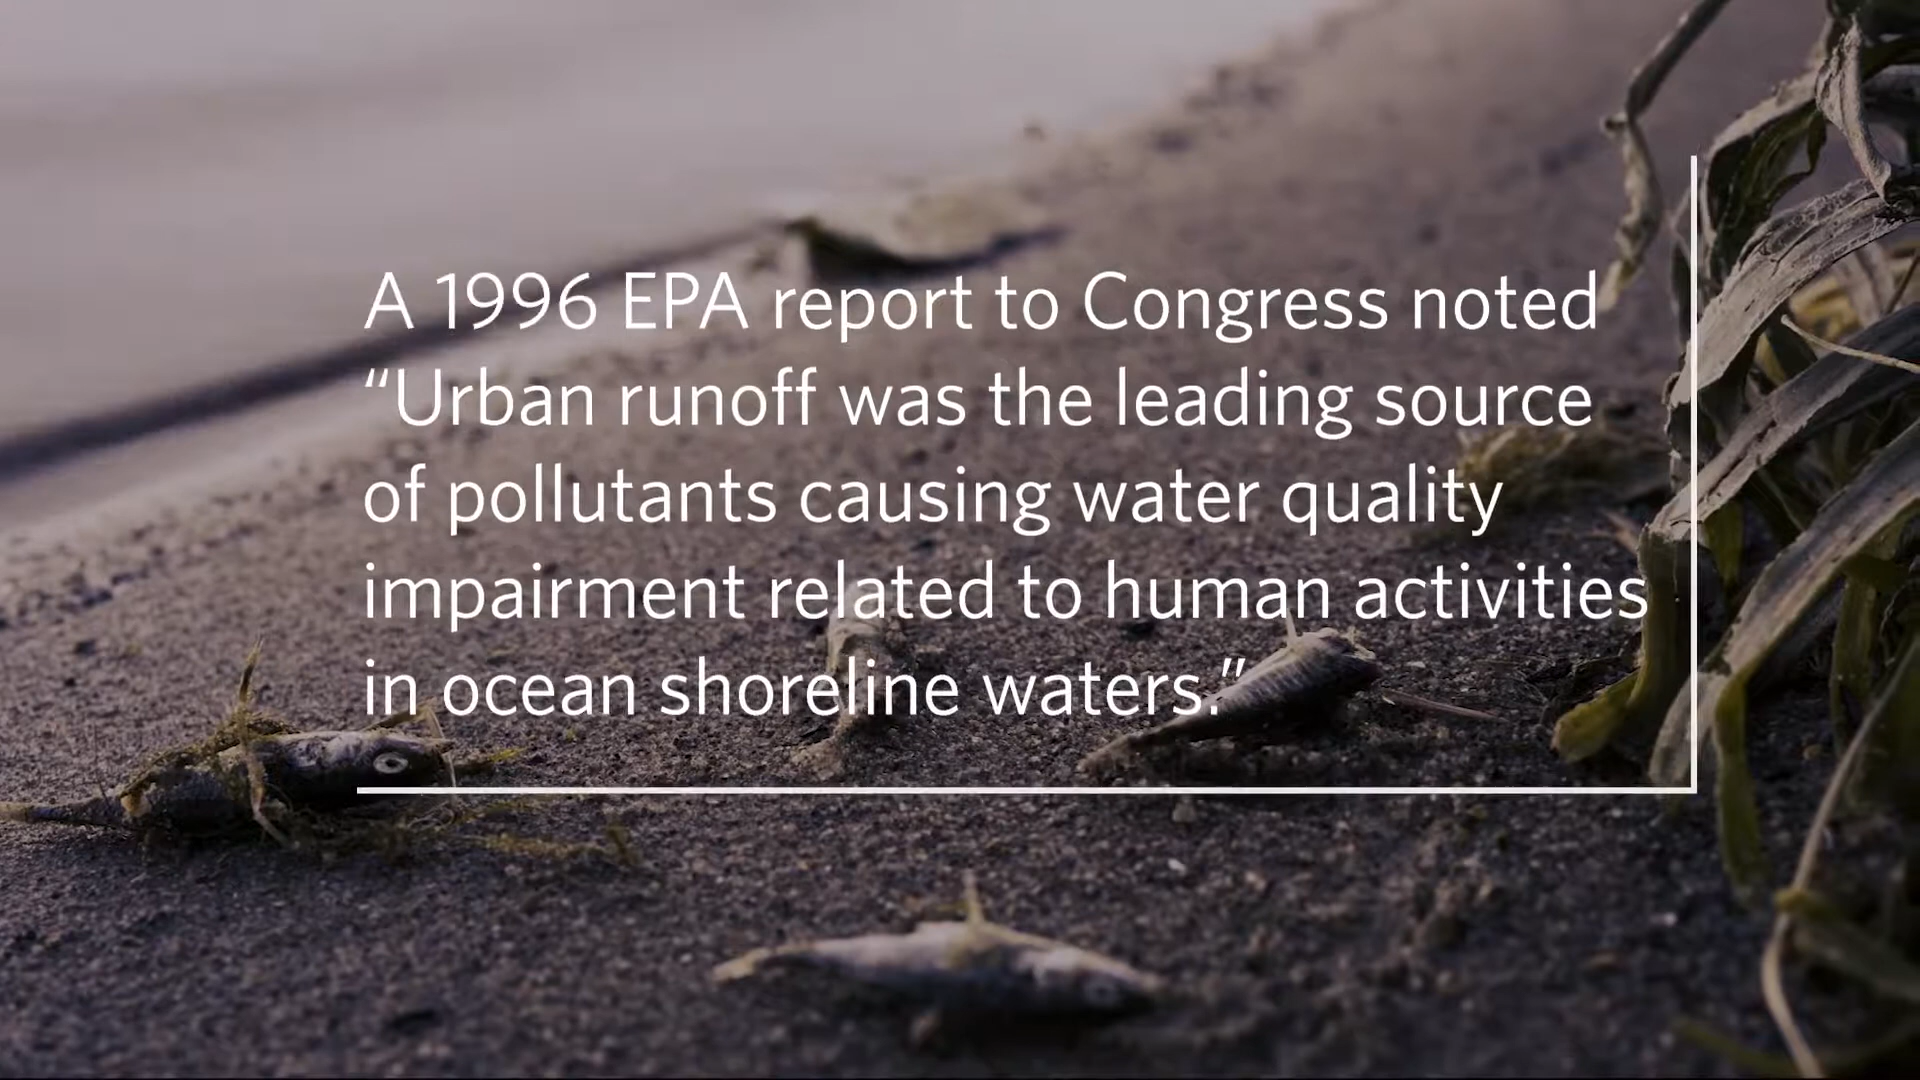 A 1996 EPA report to Congress noted
“Urban runoff was the leading source
of pollutants causing water quality
impairment related to human activities
in ocean shoreline waters.”